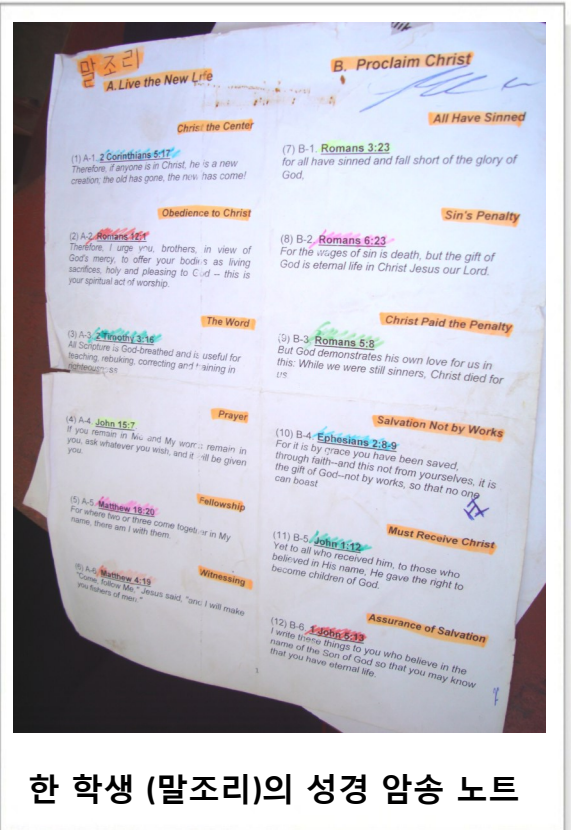 말조리
A.Live the New Life
Christ the Center
(1) A-1. 2 Corinthians 5:17
Therefore, if anyone is in Christ, he is a new
creation; the old has gone, the new has come!
Obedience to Christ
(2) A-2. Romans 12:1
Therefore, I urge you, brothers, in view of
God's mercy, to offer your bodies as living
sacrifices, holy and pleasing to God -- this is
your spiritual act of worship.
The Word
(3) A-3. 2 Timothy 3:16
All Scripture is God-breathed and is useful for
teaching, rebuking, correcting and training in
righteousness
Prayer
(4) A-4. John 15:7
If you remain in Me and My words remain in
you, ask whatever you wish, and it will be given
you.
Fellowship
(5) A-5. Matthew 18:20
For where two or three come together in My
name, there am I with them.
Witnessing
(6) A-6. Matthew 4:19
"Come, follow Me," Jesus said, "and I will make
you fishers of men."
B. Proclaim Christ
All Have Sinned
(7) B-1. Romans 3:23
for all have sinned and fall short of the glory of
God,
Sin's Penalty
(8) B-2. Romans 6:23
For the wages of sin is death, but the gift of
God is eternal life in Christ Jesus our Lord.
Christ Paid the Penalty
(9) B-3. Romans 5:8
But God demonstrates his own love for us in
this: While we were still sinners, Christ died for
us
Salvation Not by Works
(10) B-4. Ephesians 2:8-9
For it is by grace you have been saved,
through faith--and this not from yourselves, it is
the gift of God--not by works, so that no one
can boast
Must Receive Christ
(11) B-5. John 1:12
Yet to all who received him, to those who
believed in His name, He gave the right to
become children of God.
Assurance of Salvation
(12) B-6. 1 John 5:13
I write these things to you who believe in the
name of the Son of God so that you may know
that you have eternal life.
1
한 학생 (말조리)의 성경 암송 노트